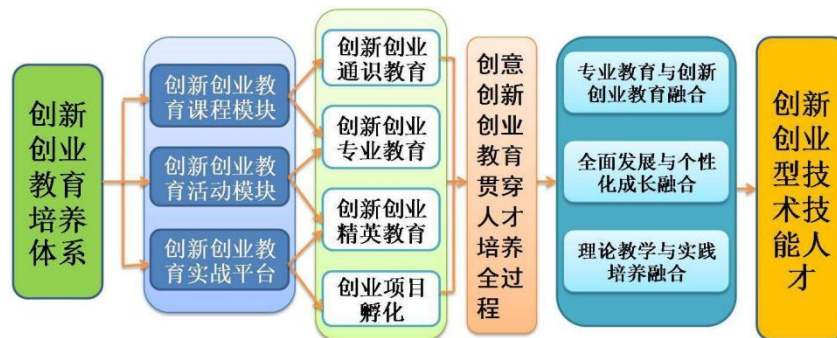 创新
创业
教育
培养
体系
创新创业教
育课程模块
创新创业教
育活动模块
创新创业教
育实战平台
创新创业
通识教育
创新创业
专业教育
创新创业
精英教育
创业项目
孵化
创意
创新
创业
教育
贯穿
人才
培养
全过
程
专业教育与创新
创业教育融合
全面发展与个性
化成长融合
理论教学与实践
培养融合
创新
创业
型技
术技
能人
才